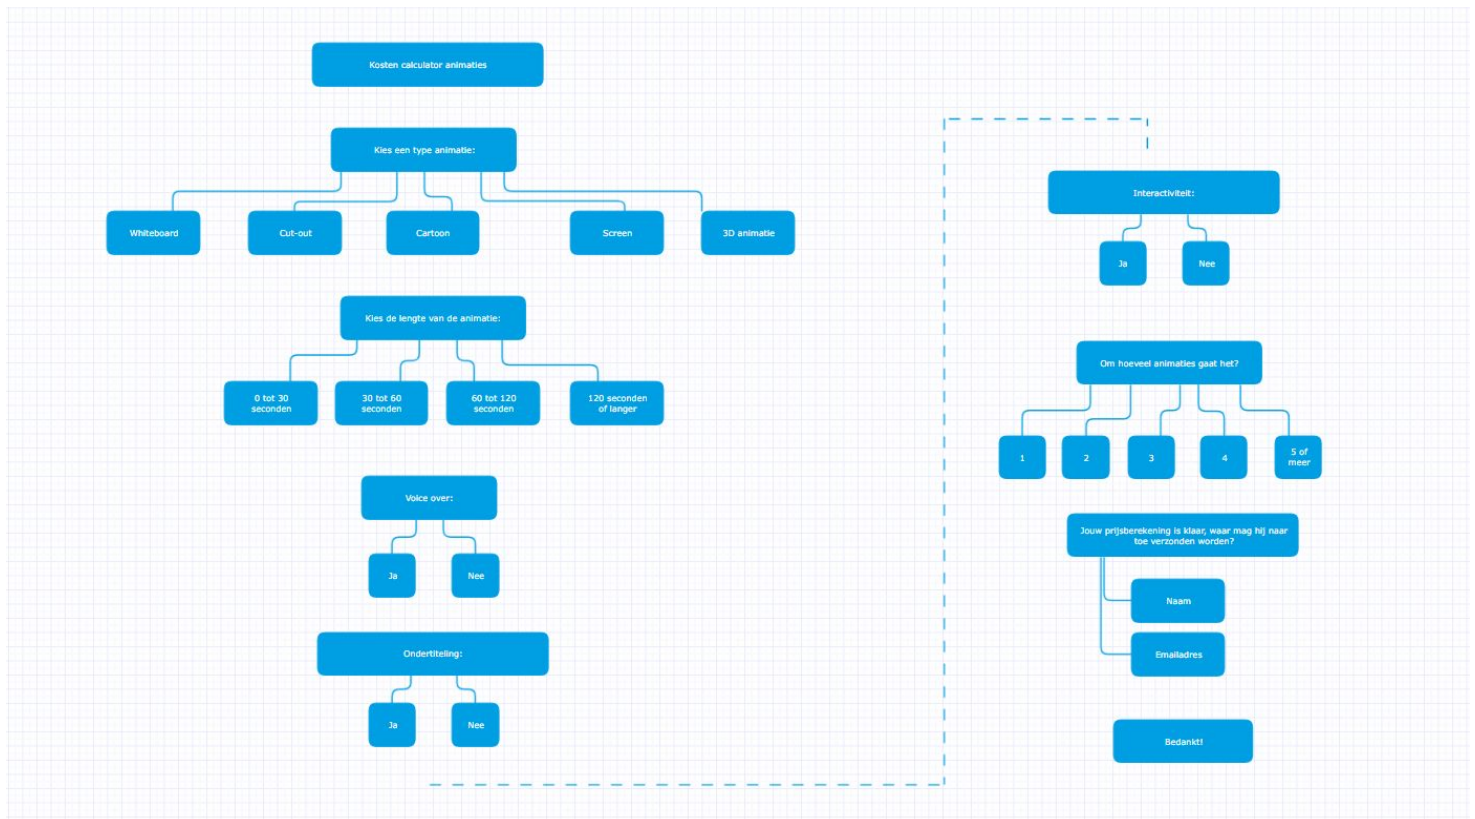 Kosten calculator animaties
Kies een type animatie:
Whiteboard
Cut-out
Cartoon
Screen
3D animatie
Kies de lengte van de animatie:
0 tot 30
seconden
30 tot 60
seconden
60 tot 120
seconden
120 seconden
of langer
Voice over:
Ja
Nee
Ondertiteling:
Ja
Nee
Interactiviteit:
Ja
Nee
Om hoeveel animaties gaat het?
1
2
3
4
5 of
meer
Jouw prijsberekening is klaar, waar mag hij naar
toe verzonden worden?
Naam
Emailadres
Bedankt!